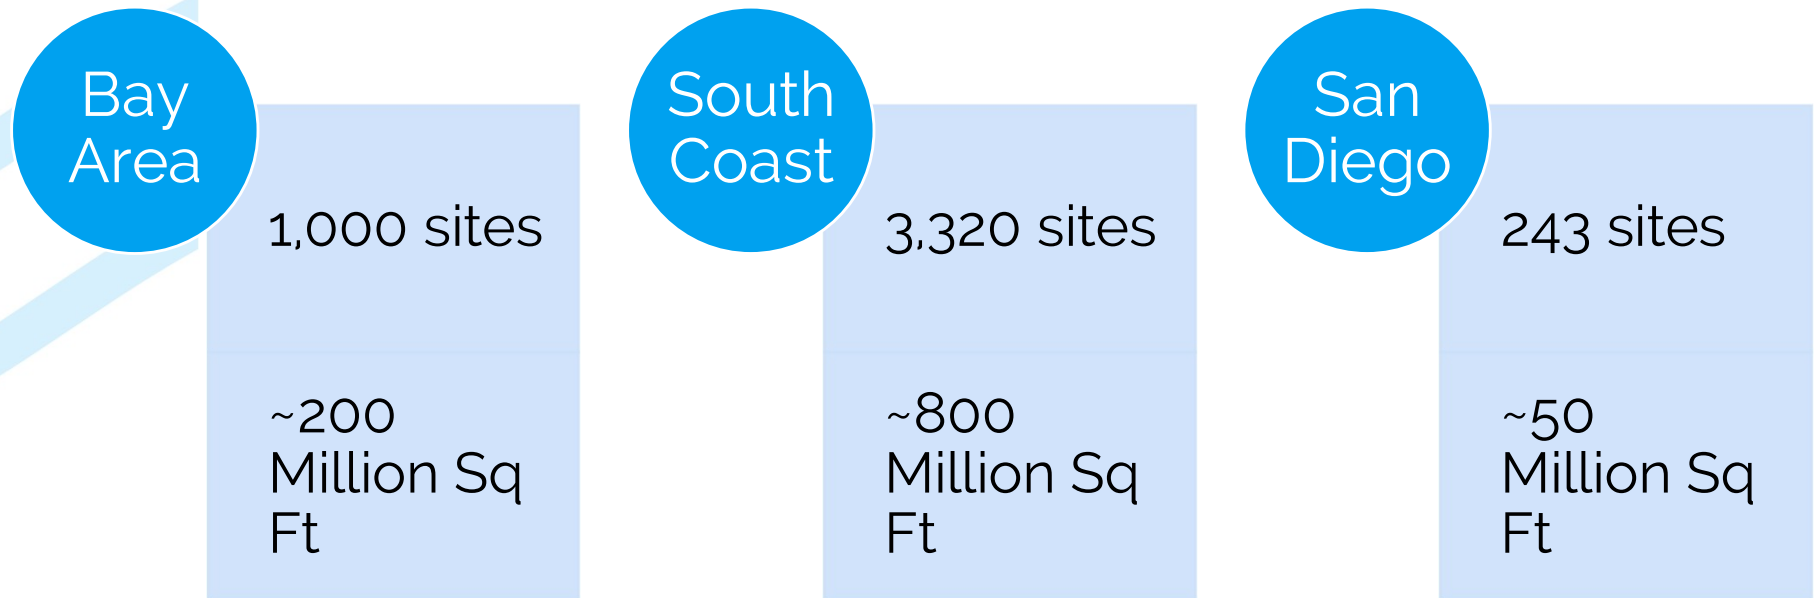 Bay
Area
1,000 sites
~200
Million Sq
Ft
South
Coast
3,320 sites
~800
Million Sq
Ft
San
Diego
243 sites
~50
Million Sq
Ft